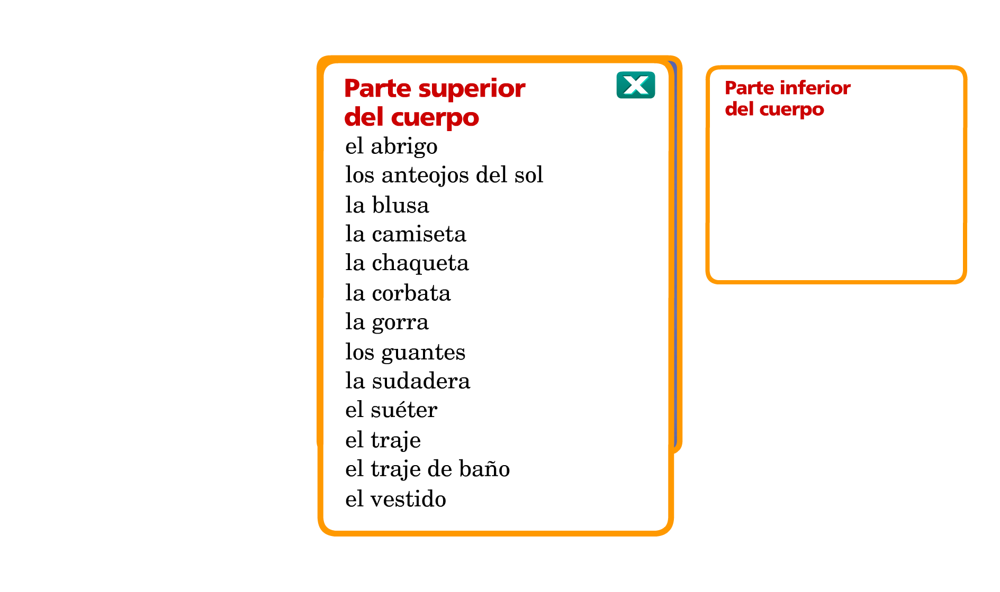 Parte superior
del cuerpo
el abrigo
los anteojos del sol
la blusa
la camiseta
la chaqueta
la corbata
la gorra
los guantes
la sudadera
el suéter
el traje
el traje de baño
el vestido
Parte inferior
del cuerpo